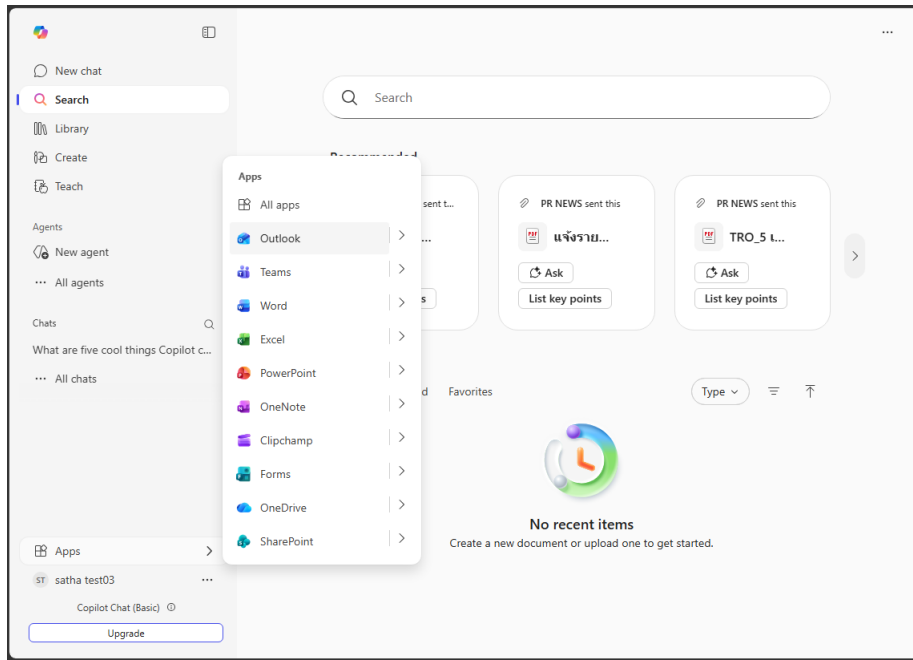 New chat
Search
Library
Create
Teach
Agents
New agent
All agents
Chats
What are five cool things Copilot c...
All chats
Apps
satha test03
ST
Copilot Chat (Basic)
Upgrade
Apps
All apps
Outlook
Teams
Word
Excel
PowerPoint
OneNote
Clipchamp
Forms
OneDrive
SharePoint
Search
sent t...
...
PR NEWS sent this
แจ้งราย...
Ask
List key points
PR NEWS sent this
TRO_5 เ...
Ask
List key points
Favorites
Type
No recent items
Create a new document or upload one to get started.